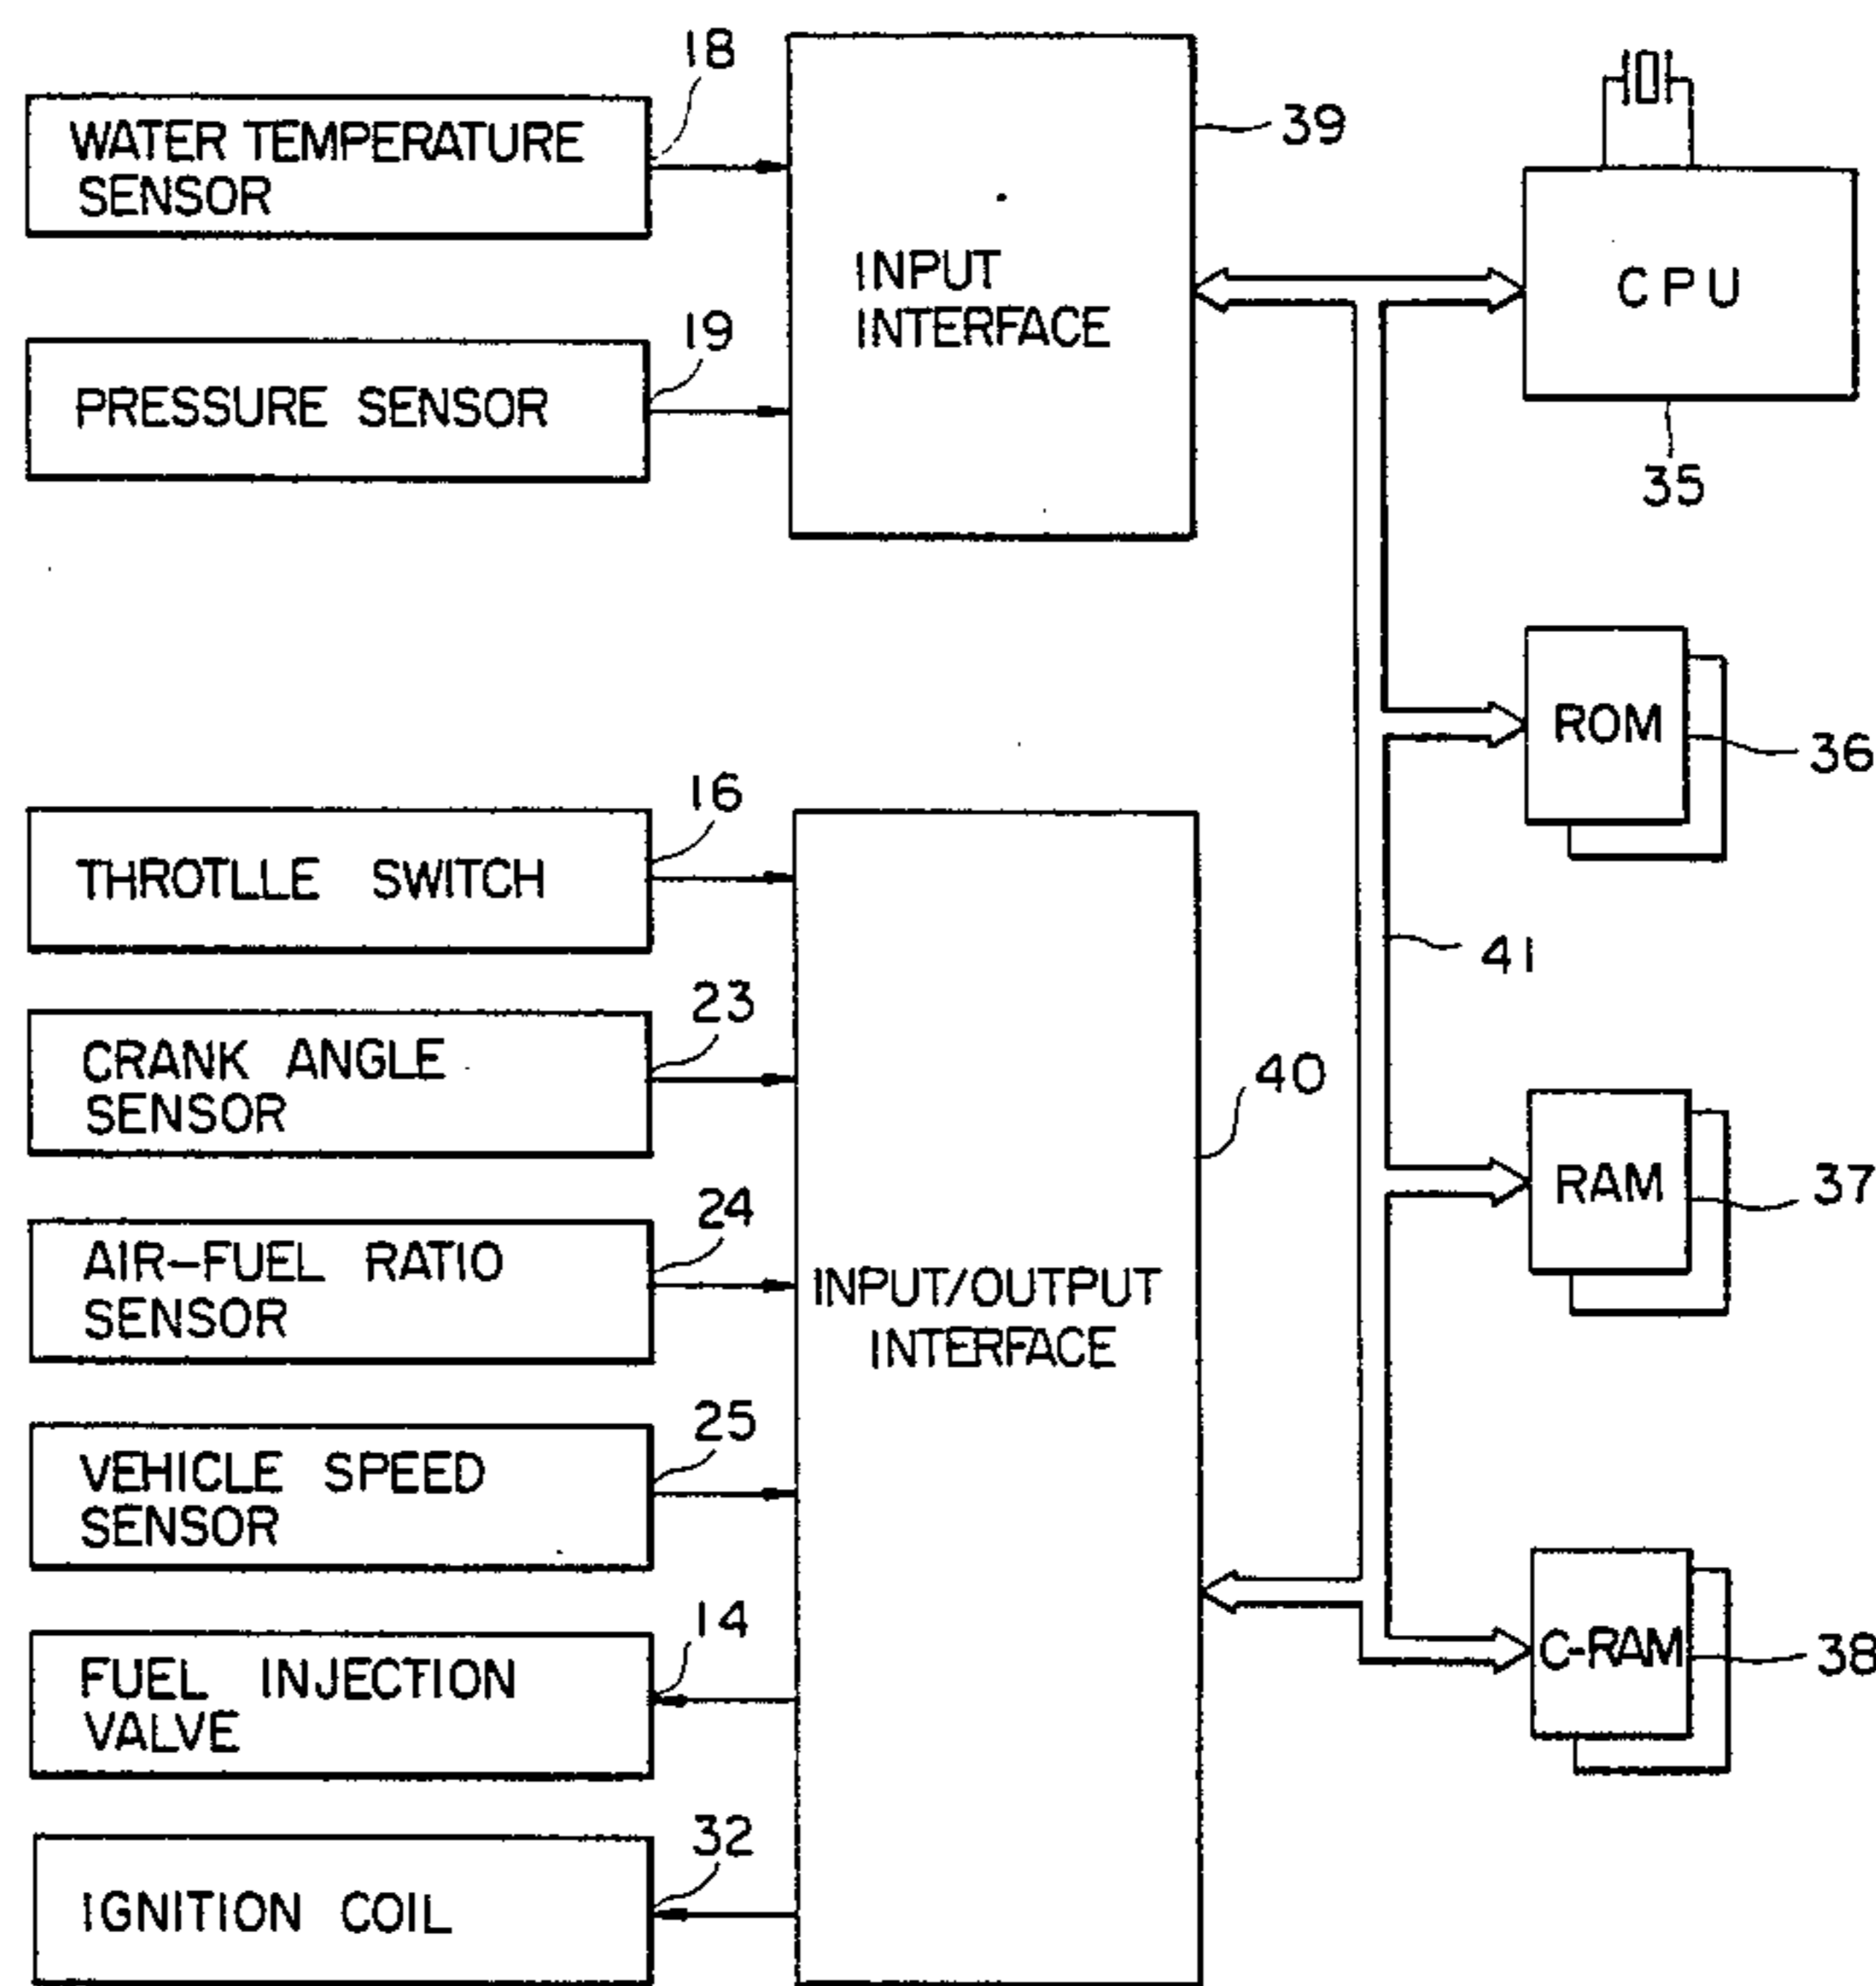 18
WATER TEMPERATURE
SENSOR
39
INPUT
INTERFACE
CPU
35
19
PRESSURE SENSOR
ROM
36
16
THROTLLE SWITCH
41
23
CRANK ANGLE
SENSOR
40
24
AIR-FUEL RATIO
SENSOR
INPUT/OUTPUT
INTERFACE
RAM
37
25
VEHICLE SPEED
SENSOR
14
FUEL INJECTION
VALVE
C-RAM
38
32
IGNITION COIL